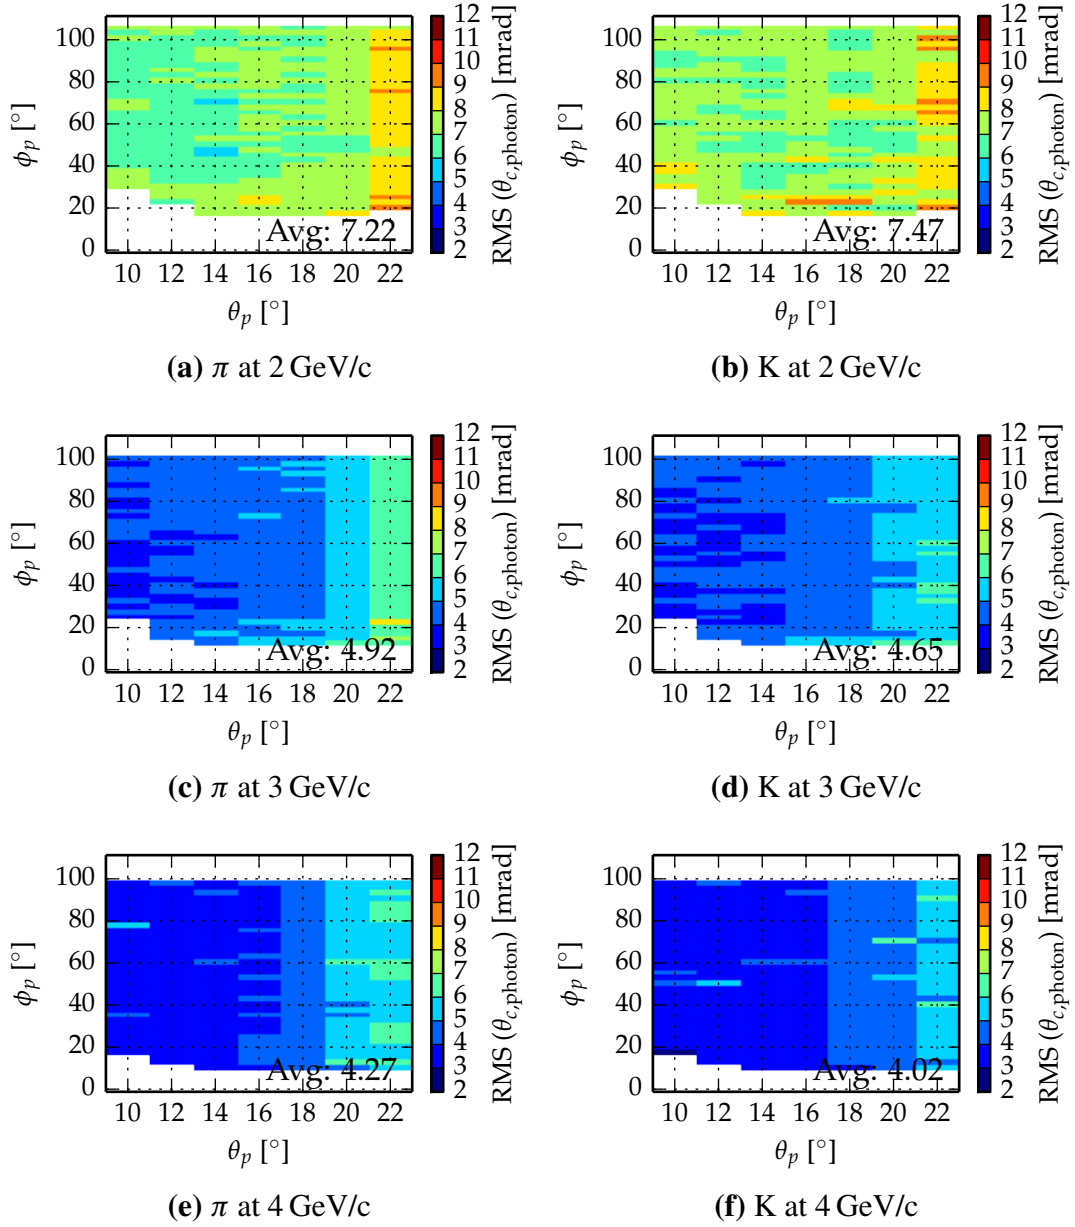 100
80
60
40
20
0
ϕp [°]
10 12 14 16 18 20 22
θp [°]
Avg: 7.22
12
11
10
9
8
7
6
5
4
3
2
RMS (θc,photon) [mrad]
(a) π at 2 GeV/c
100
80
60
40
20
0
ϕp [°]
10 12 14 16 18 20 22
θp [°]
Avg: 7.47
12
11
10
9
8
7
6
5
4
3
2
RMS (θc,photon) [mrad]
(b) K at 2 GeV/c
100
80
60
40
20
0
ϕp [°]
10 12 14 16 18 20 22
θp [°]
Avg: 4.92
12
11
10
9
8
7
6
5
4
3
2
RMS (θc,photon) [mrad]
(c) π at 3 GeV/c
100
80
60
40
20
0
ϕp [°]
10 12 14 16 18 20 22
θp [°]
Avg: 4.65
12
11
10
9
8
7
6
5
4
3
2
RMS (θc,photon) [mrad]
(d) K at 3 GeV/c
100
80
60
40
20
0
ϕp [°]
10 12 14 16 18 20 22
θp [°]
Avg: 4.27
12
11
10
9
8
7
6
5
4
3
2
RMS (θc,photon) [mrad]
(e) π at 4 GeV/c
100
80
60
40
20
0
ϕp [°]
10 12 14 16 18 20 22
θp [°]
Avg: 4.02
12
11
10
9
8
7
6
5
4
3
2
RMS (θc,photon) [mrad]
(f) K at 4 GeV/c